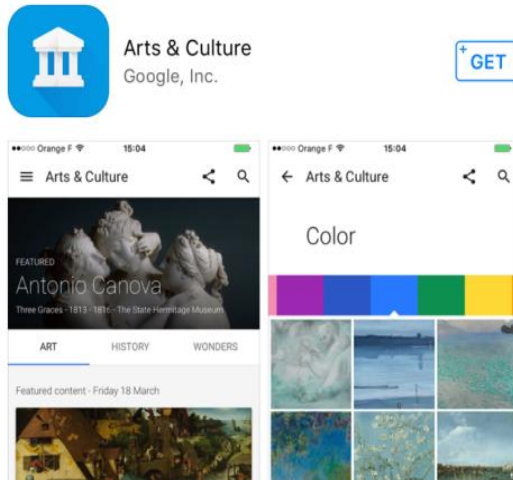 Arts & Culture
Google, Inc.
+ GET
●●○○○ Orange F 15:04
Arts & Culture
FEATURED
Antonio Canova
Three Graces - 1813 - 1816 - The State Hermitage Museum
ART HISTORY WONDERS
Featured content - Friday 18 March
●●○○○ Orange F 15:04
Arts & Culture
Color